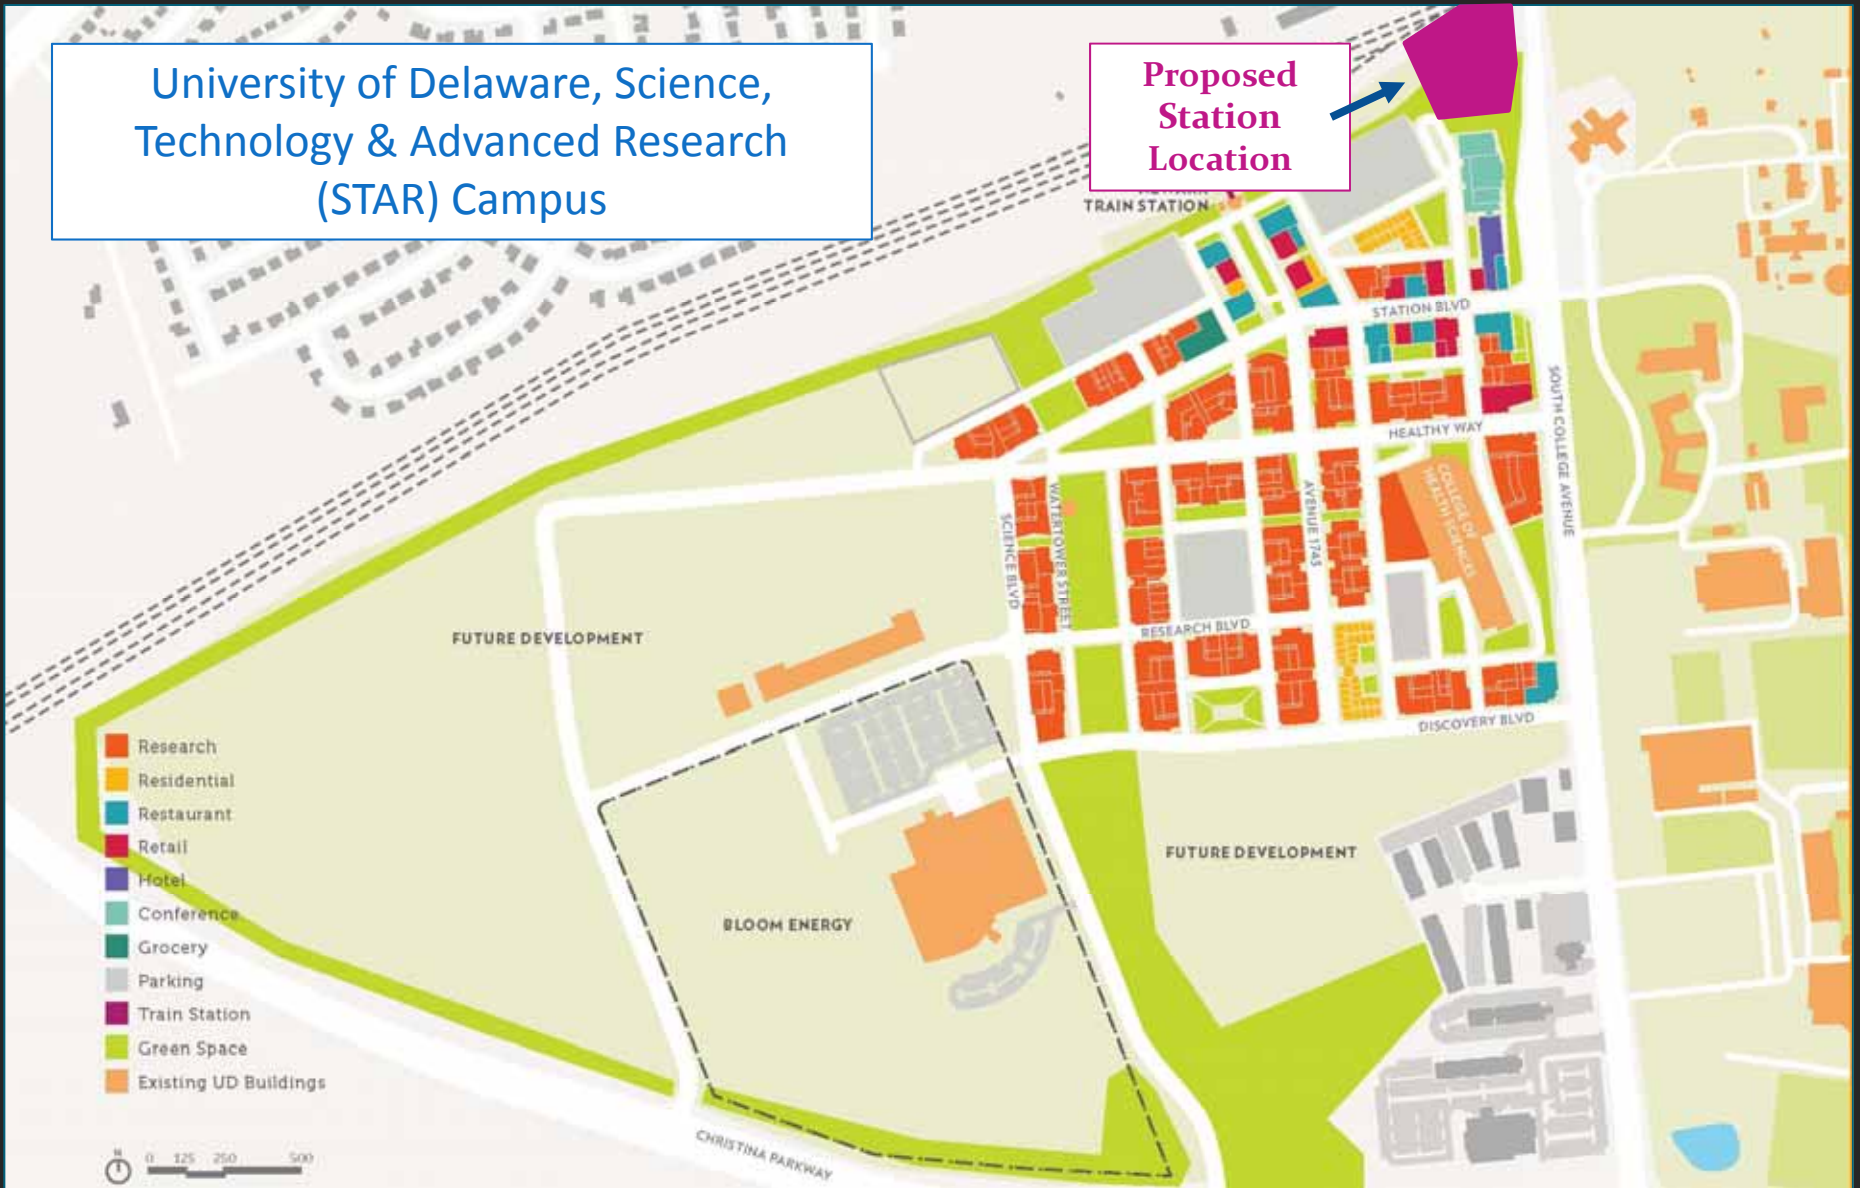 University of Delaware, Science,
Technology & Advanced Research
(STAR) Campus
Proposed
Station
Location
TRAIN STATION
STATION BLVD
HEALTHY WAY
SOUTH COLLEGE AVENUE
COLLEGE OF
HEALTH SCIENCES
AVENUE 1743
WATERTOWER STREET
SCIENCE BLVD
RESEARCH BLVD
DISCOVERY BLVD
FUTURE DEVELOPMENT
FUTURE DEVELOPMENT
BLOOM ENERGY
CHRISTINA PARKWAY
Research
Residential
Restaurant
Retail
Hotel
Conference
Grocery
Parking
Train Station
Green Space
Existing UD Buildings
N
0 125 250 500